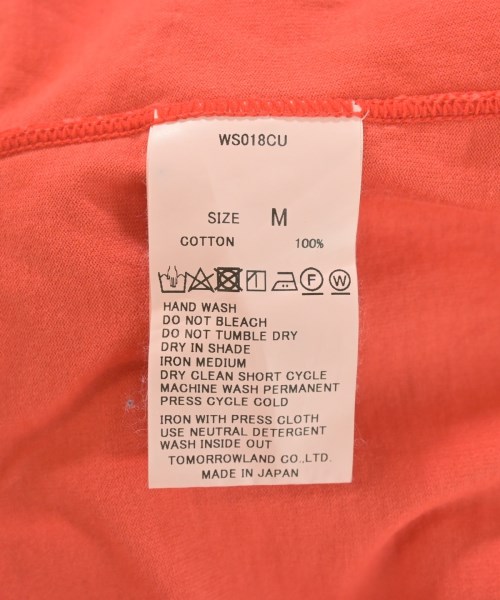 WS018CU
SIZE M
COTTON 100%
F W
HAND WASH
DO NOT BLEACH
DO NOT TUMBLE DRY
DRY IN SHADE
IRON MEDIUM
DRY CLEAN SHORT CYCLE
MACHINE WASH PERMANENT
PRESS CYCLE COLD
IRON WITH PRESS CLOTH
USE NEUTRAL DETERGENT
WASH INSIDE OUT
TOMORROWLAND CO.,LTD.
MADE IN JAPAN